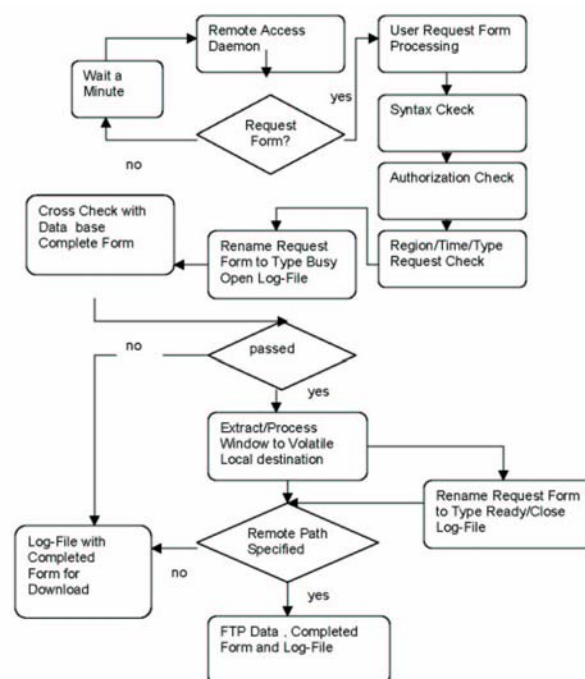 Remote Access
Daemon
User Request Form
Processing
Wait a
Minute
yes
Request
Form?
Syntax Ckeck
no
Authorization Check
Cross Check with
Data base
Complete Form
Rename Request
Form to Type Busy
Open Log-File
Region/Time/Type
Request Check
no
passed
yes
Extract/Process
Window to Volatile
Local destination
Rename Request Form
to Type Ready/Close
Log-File
Remote Path
Specified
Log-File with
Completed
Form for
Download
no
yes
FTP Data , Completed
Form and Log-File